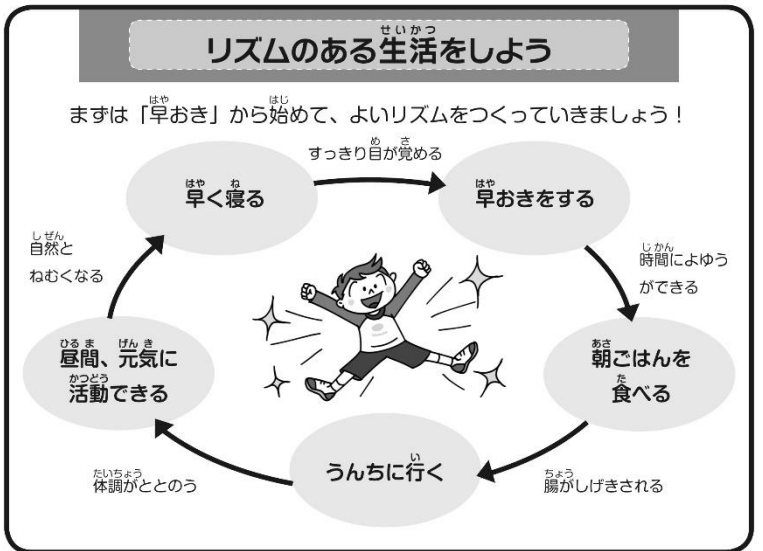 リズムのある生活をしよう
まずは「早おき」から始めて、よいリズムをつくっていきましょう！
すっきり目が覚める
早く寝る
早おきをする
自然と
ねむくなる
時間によゆう
ができる
昼間、元気に
活動できる
朝ごはんを
食べる
うんちに行く
体調がととのう
腸がしげきされる